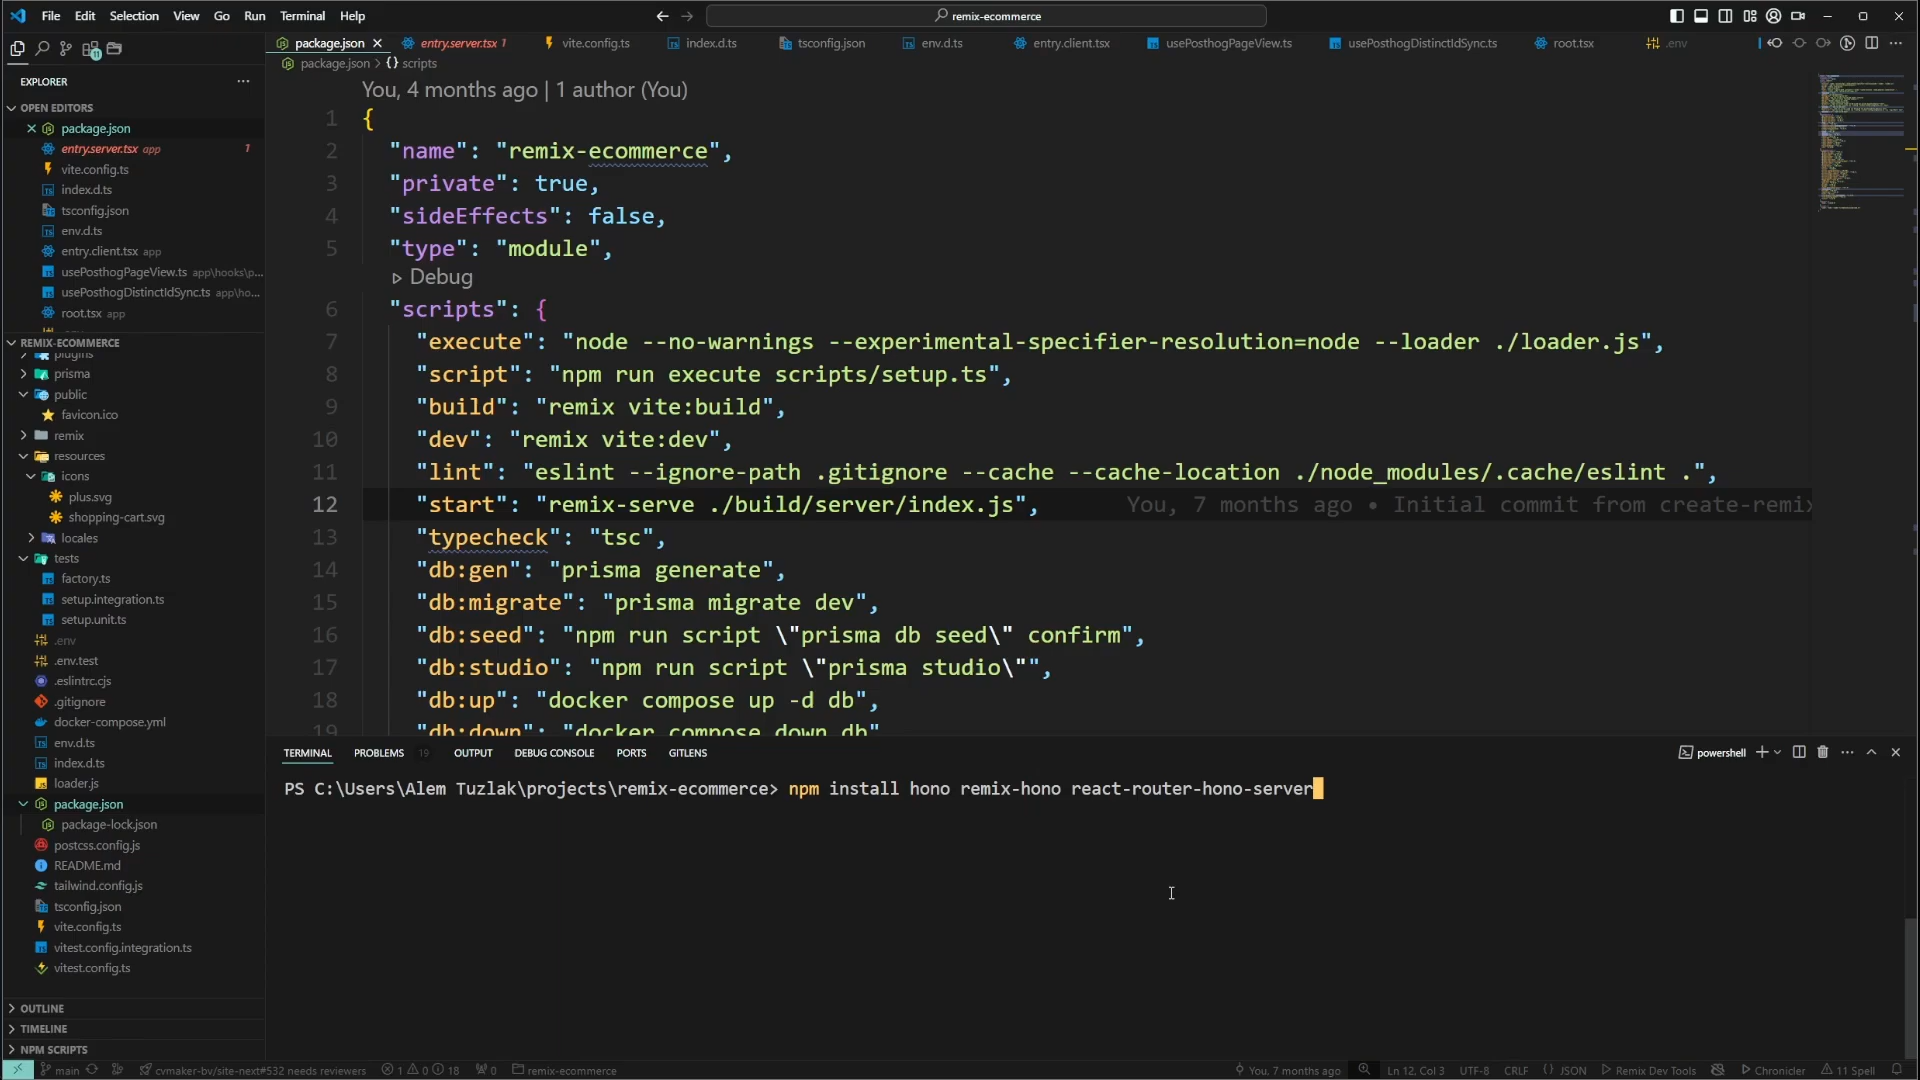 File Edit Selection View Go Run Terminal Help
remix-ecommerce
EXPLORER
OPEN EDITORS
package.json
entry.server.tsx app 1
vite.config.ts
index.d.ts
tsconfig.json
env.d.ts
entry.client.tsx app
usePosthogPageView.ts app\hooks\p...
usePosthogDistinctIdSync.ts app\ho...
root.tsx app
REMIX-ECOMMERCE
plugins
prisma
public
favicon.ico
remix
resources
icons
plus.svg
shopping-cart.svg
locales
tests
factory.ts
setup.integration.ts
setup.unit.ts
.env
.env.test
.eslintrc.cjs
.gitignore
docker-compose.yml
env.d.ts
index.d.ts
loader.js
package.json
package-lock.json
postcss.config.js
README.md
tailwind.config.js
tsconfig.json
vite.config.ts
vitest.config.integration.ts
vitest.config.ts
OUTLINE
TIMELINE
NPM SCRIPTS
package.json entry.server.tsx 1 vite.config.ts index.d.ts tsconfig.json env.d.ts entry.client.tsx usePosthogPageView.ts usePosthogDistinctIdSync.ts root.tsx .env
package.json > {} scripts
You, 4 months ago | 1 author (You)
1 {
2 "name": "remix-ecommerce",
3 "private": true,
4 "sideEffects": false,
5 "type": "module",
Debug
6 "scripts": {
7 "execute": "node --no-warnings --experimental-specifier-resolution=node --loader ./loader.js",
8 "script": "npm run execute scripts/setup.ts",
9 "build": "remix vite:build",
10 "dev": "remix vite:dev",
11 "lint": "eslint --ignore-path .gitignore --cache --cache-location ./node_modules/.cache/eslint .",
12 "start": "remix-serve ./build/server/index.js", You, 7 months ago • Initial commit from create-remix
13 "typecheck": "tsc",
14 "db:gen": "prisma generate",
15 "db:migrate": "prisma migrate dev",
16 "db:seed": "npm run script \"prisma db seed\" confirm",
17 "db:studio": "npm run script \"prisma studio\"",
18 "db:up": "docker compose up -d db",
19 "db:down": "docker compose down db"
TERMINAL PROBLEMS 19 OUTPUT DEBUG CONSOLE PORTS GITLENS
powershell
PS C:\Users\Alem Tuzlak\projects\remix-ecommerce> npm install hono remix-hono react-router-hono-server
main cvmaker-bv/site-next#532 needs reviewers 1 0 18 0 remix-ecommerce You, 7 months ago Ln 12, Col 3 UTF-8 CRLF {} JSON Remix Dev Tools Chronicler 11 Spell